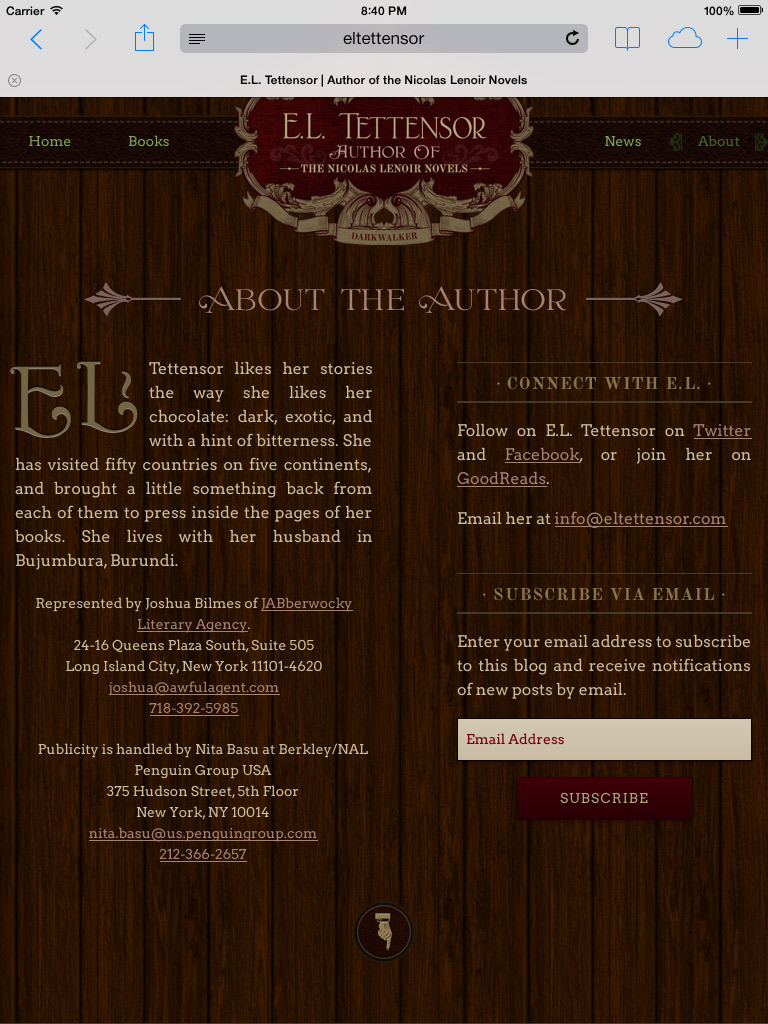 Carrier 8:40 PM 100%
eltettensor
E.L. Tettensor | Author of the Nicolas Lenoir Novels
Home Books News About
E.L. TETTENSOR
AUTHOR OF
THE NICOLAS LENOIR NOVELS
DARKWALKER
ABOUT THE AUTHOR
E.L. Tettensor likes her stories
the way she likes her
chocolate: dark, exotic, and
with a hint of bitterness. She
has visited fifty countries on five continents,
and brought a little something back from
each of them to press inside the pages of her
books. She lives with her husband in
Bujumbura, Burundi.
Represented by Joshua Bilmes of JABberwocky
Literary Agency.
24-16 Queens Plaza South, Suite 505
Long Island City, New York 11101-4620
joshua@awfulagent.com
718-392-5985
Publicity is handled by Nita Basu at Berkley/NAL
Penguin Group USA
375 Hudson Street, 5th Floor
New York, NY 10014
nita.basu@us.penguingroup.com
212-366-2657
· CONNECT WITH E.L. ·
Follow on E.L. Tettensor on Twitter
and Facebook, or join her on
GoodReads.
Email her at info@eltettensor.com
· SUBSCRIBE VIA EMAIL ·
Enter your email address to subscribe
to this blog and receive notifications
of new posts by email.
Email Address
SUBSCRIBE